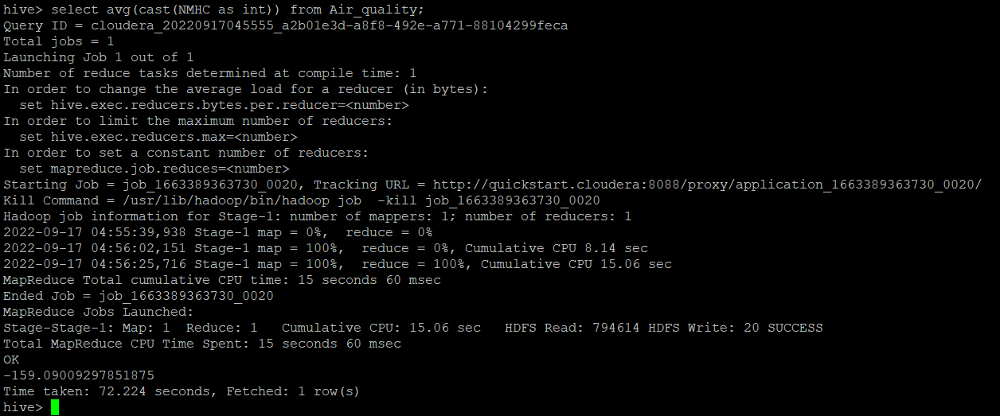 hive> select avg(cast(NMHC as int)) from Air_quality;
Query ID = cloudera_20220917045555_a2b01e3d-a8f8-492e-a771-88104299feca
Total jobs = 1
Launching Job 1 out of 1
Number of reduce tasks determined at compile time: 1
In order to change the average load for a reducer (in bytes):
  set hive.exec.reducers.bytes.per.reducer=<number>
In order to limit the maximum number of reducers:
  set hive.exec.reducers.max=<number>
In order to set a constant number of reducers:
  set mapreduce.job.reduces=<number>
Starting Job = job_1663389363730_0020, Tracking URL = http://quickstart.cloudera:8088/proxy/application_1663389363730_0020/
Kill Command = /usr/lib/hadoop/bin/hadoop job  -kill job_1663389363730_0020
Hadoop job information for Stage-1: number of mappers: 1; number of reducers: 1
2022-09-17 04:55:39,938 Stage-1 map = 0%,  reduce = 0%
2022-09-17 04:56:02,151 Stage-1 map = 100%,  reduce = 0%, Cumulative CPU 8.14 sec
2022-09-17 04:56:25,716 Stage-1 map = 100%,  reduce = 100%, Cumulative CPU 15.06 sec
MapReduce Total cumulative CPU time: 15 seconds 60 msec
Ended Job = job_1663389363730_0020
MapReduce Jobs Launched:
Stage-Stage-1: Map: 1  Reduce: 1   Cumulative CPU: 15.06 sec   HDFS Read: 794614 HDFS Write: 20 SUCCESS
Total MapReduce CPU Time Spent: 15 seconds 60 msec
OK
-159.09009297851875
Time taken: 72.224 seconds, Fetched: 1 row(s)
hive>